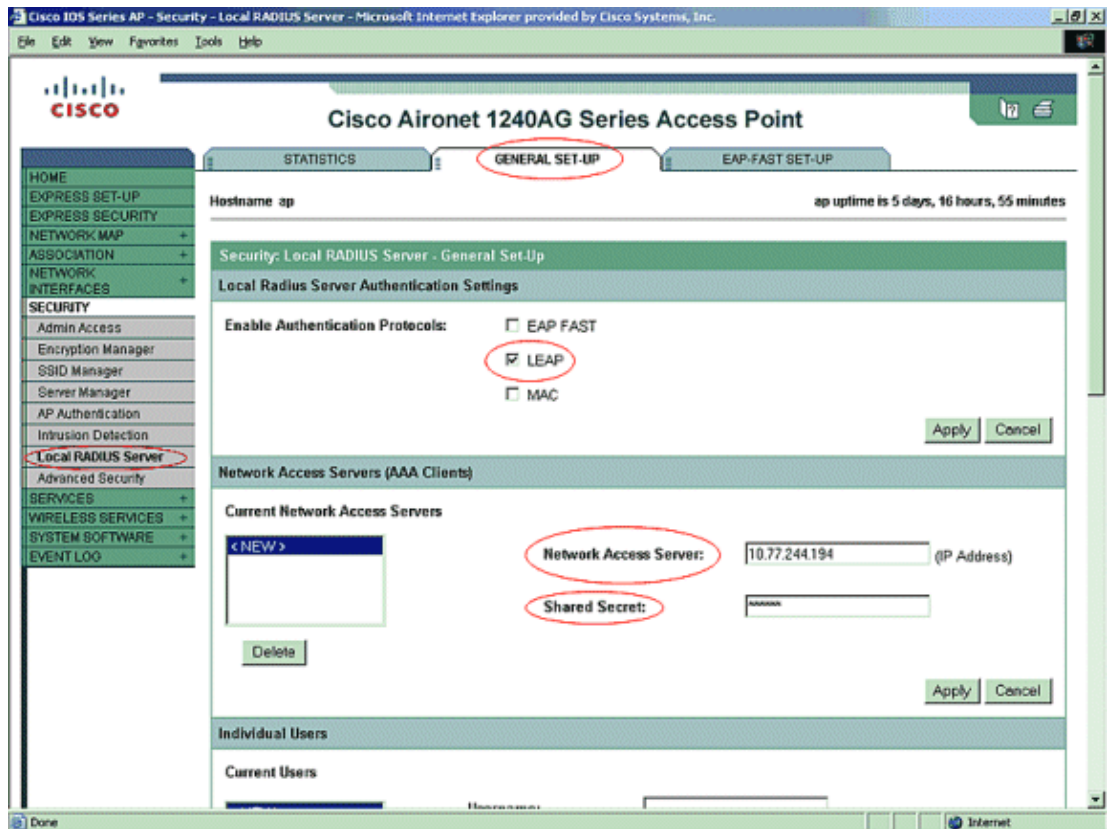 Cisco IOS Series AP - Security - Local RADIUS Server - Microsoft Internet Explorer provided by Cisco Systems, Inc.
File Edit View Favorites Tools Help
CISCO
Cisco Aironet 1240AG Series Access Point
STATISTICS GENERAL SET-UP EAP-FAST SET-UP
HOME
EXPRESS SET-UP
EXPRESS SECURITY
NETWORK MAP +
ASSOCIATION +
NETWORK
INTERFACES +
SECURITY
Admin Access
Encryption Manager
SSID Manager
Server Manager
AP Authentication
Intrusion Detection
Local RADIUS Server
Advanced Security
SERVICES +
WIRELESS SERVICES +
SYSTEM SOFTWARE +
EVENT LOG +
Hostname ap ap uptime is 5 days, 16 hours, 55 minutes
Security: Local RADIUS Server - General Set-Up
Local Radius Server Authentication Settings
Enable Authentication Protocols: EAP FAST
LEAP
MAC
Apply Cancel
Network Access Servers (AAA Clients)
Current Network Access Servers
<NEW>
Network Access Server: 10.77.244.194 (IP Address)
Shared Secret: ******
Delete
Apply Cancel
Individual Users
Current Users
Done Internet